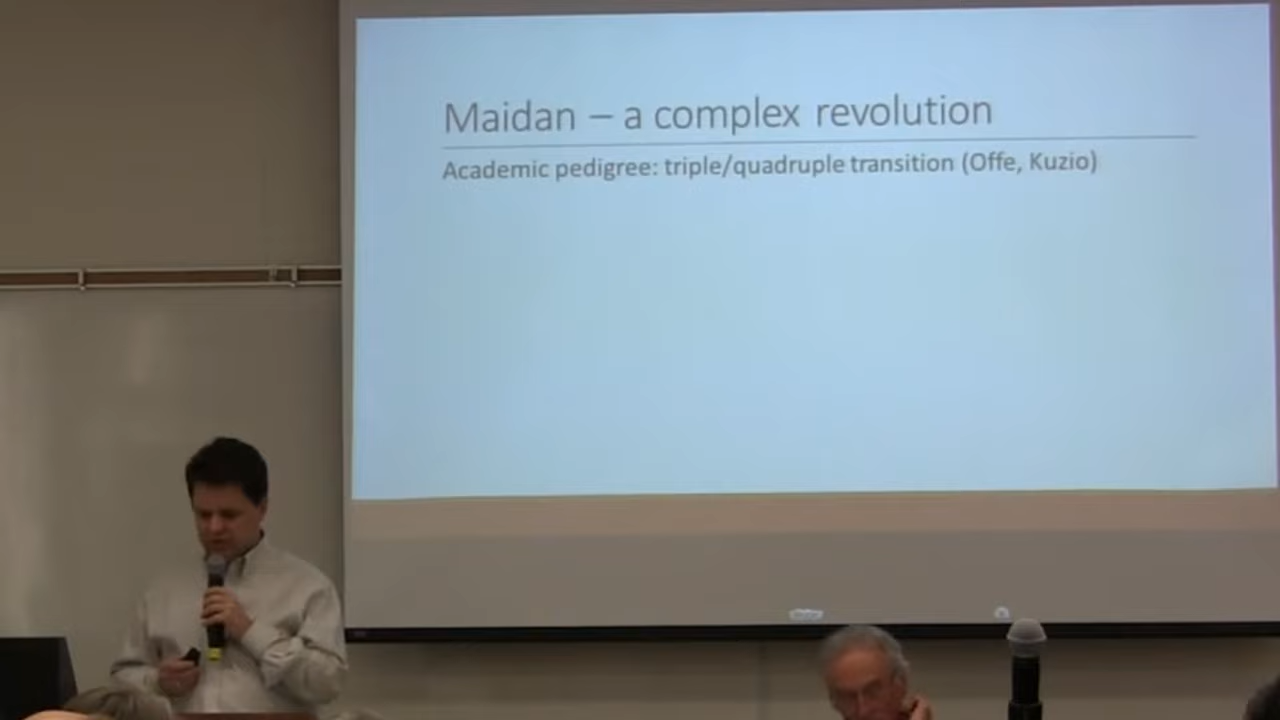 Maidan – a complex revolution
Academic pedigree: triple/quadruple transition (Offe, Kuzio)